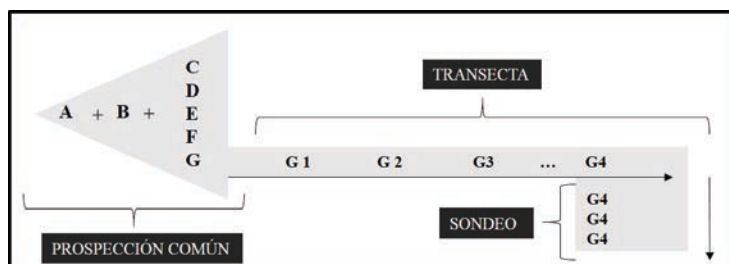 C
D
TRANSECTA
A + B + E
F
G
G 1 G 2 G3 ... G4
G4
SONDEO
G4
G4
PROSPECCIÓN COMÚN